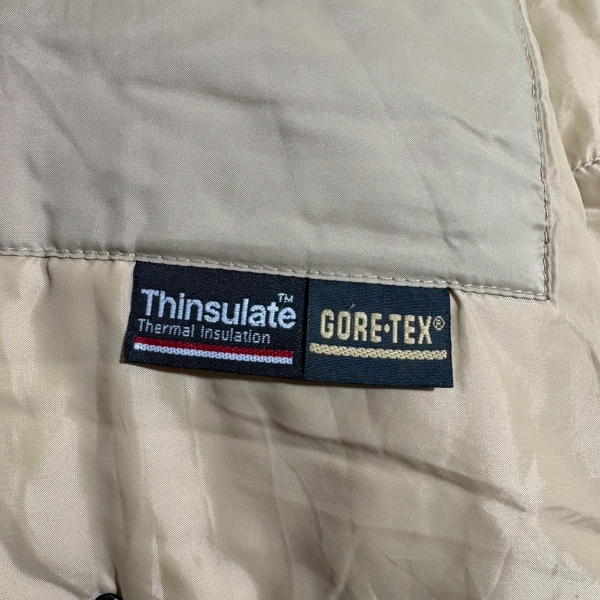 Thinsulate™
Thermal Insulation
GORE·TEX®